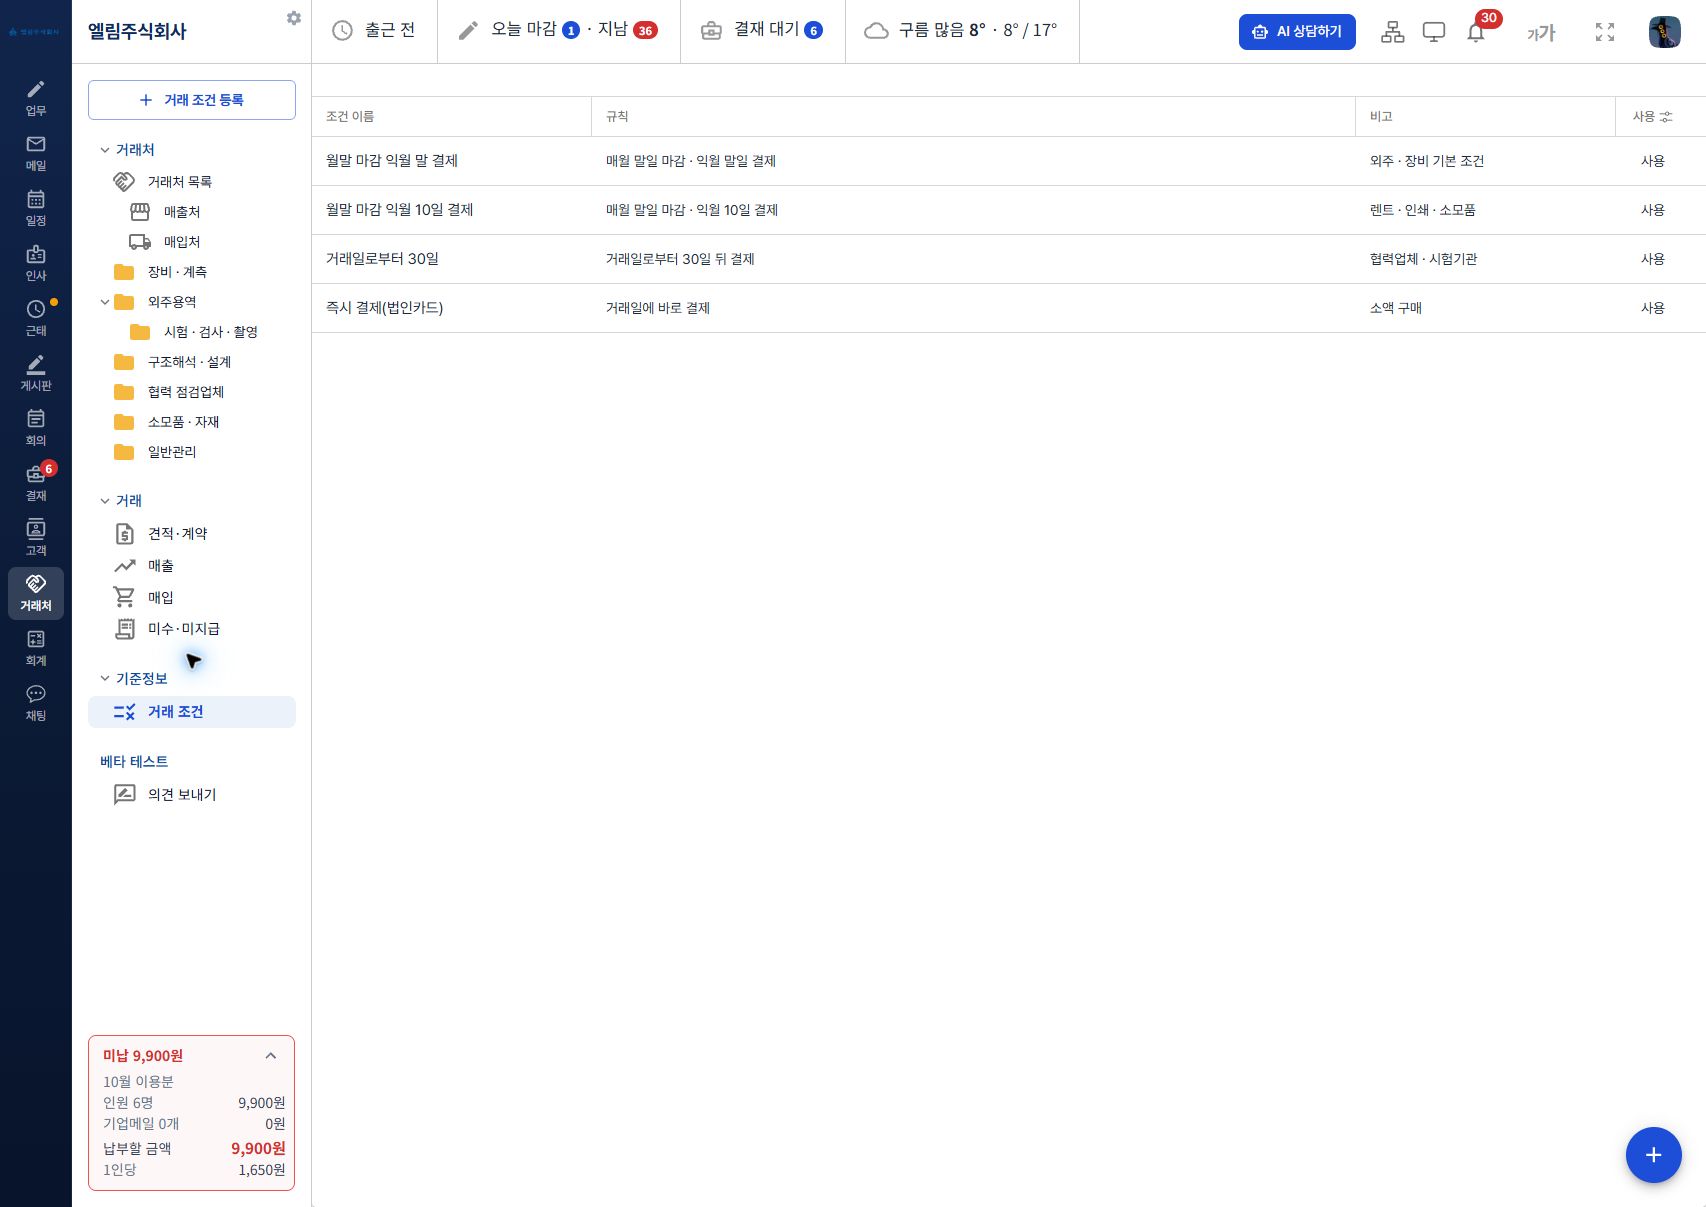 엘림주식회사
엘림주식회사
출근 전
오늘 마감 1 · 지남 36
결재 대기 6
구름 많음 8° · 8° / 17°
AI 상담하기
30
가가
업무
메일
일정
인사
근태
게시판
회의
6
결재
고객
거래처
회계
채팅
+ 거래 조건 등록
거래처
거래처 목록
매출처
매입처
장비 · 계측
외주용역
시험 · 검사 · 촬영
구조해석 · 설계
협력 점검업체
소모품 · 자재
일반관리
거래
견적·계약
매출
매입
미수·미지급
기준정보
거래 조건
베타 테스트
의견 보내기
미납 9,900원
10월 이용분
인원 6명 9,900원
기업메일 0개 0원
납부할 금액 9,900원
1인당 1,650원
조건 이름 규칙 비고 사용
월말 마감 익월 말 결제 매월 말일 마감 · 익월 말일 결제 외주 · 장비 기본 조건 사용
월말 마감 익월 10일 결제 매월 말일 마감 · 익월 10일 결제 렌트 · 인쇄 · 소모품 사용
거래일로부터 30일 거래일로부터 30일 뒤 결제 협력업체 · 시험기관 사용
즉시 결제(법인카드) 거래일에 바로 결제 소액 구매 사용